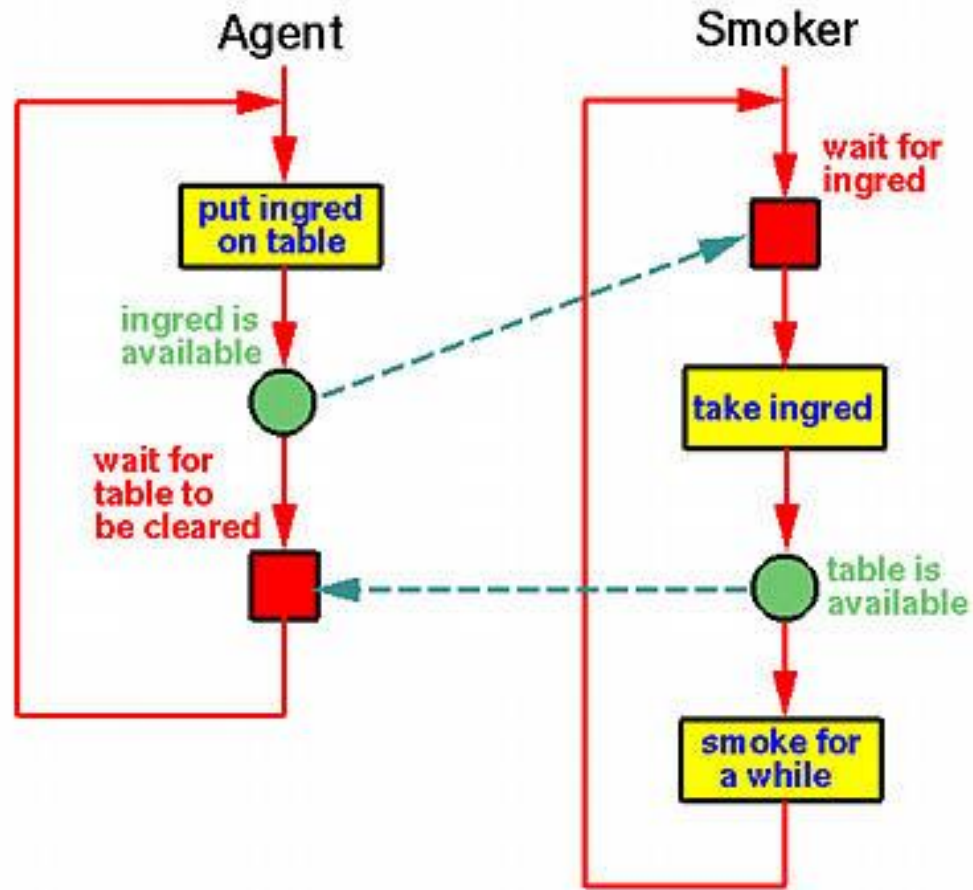 Agent
put ingred
on table
ingred is
available
wait for
table to
be cleared
Smoker
wait for
ingred
take ingred
table is
available
smoke for
a while